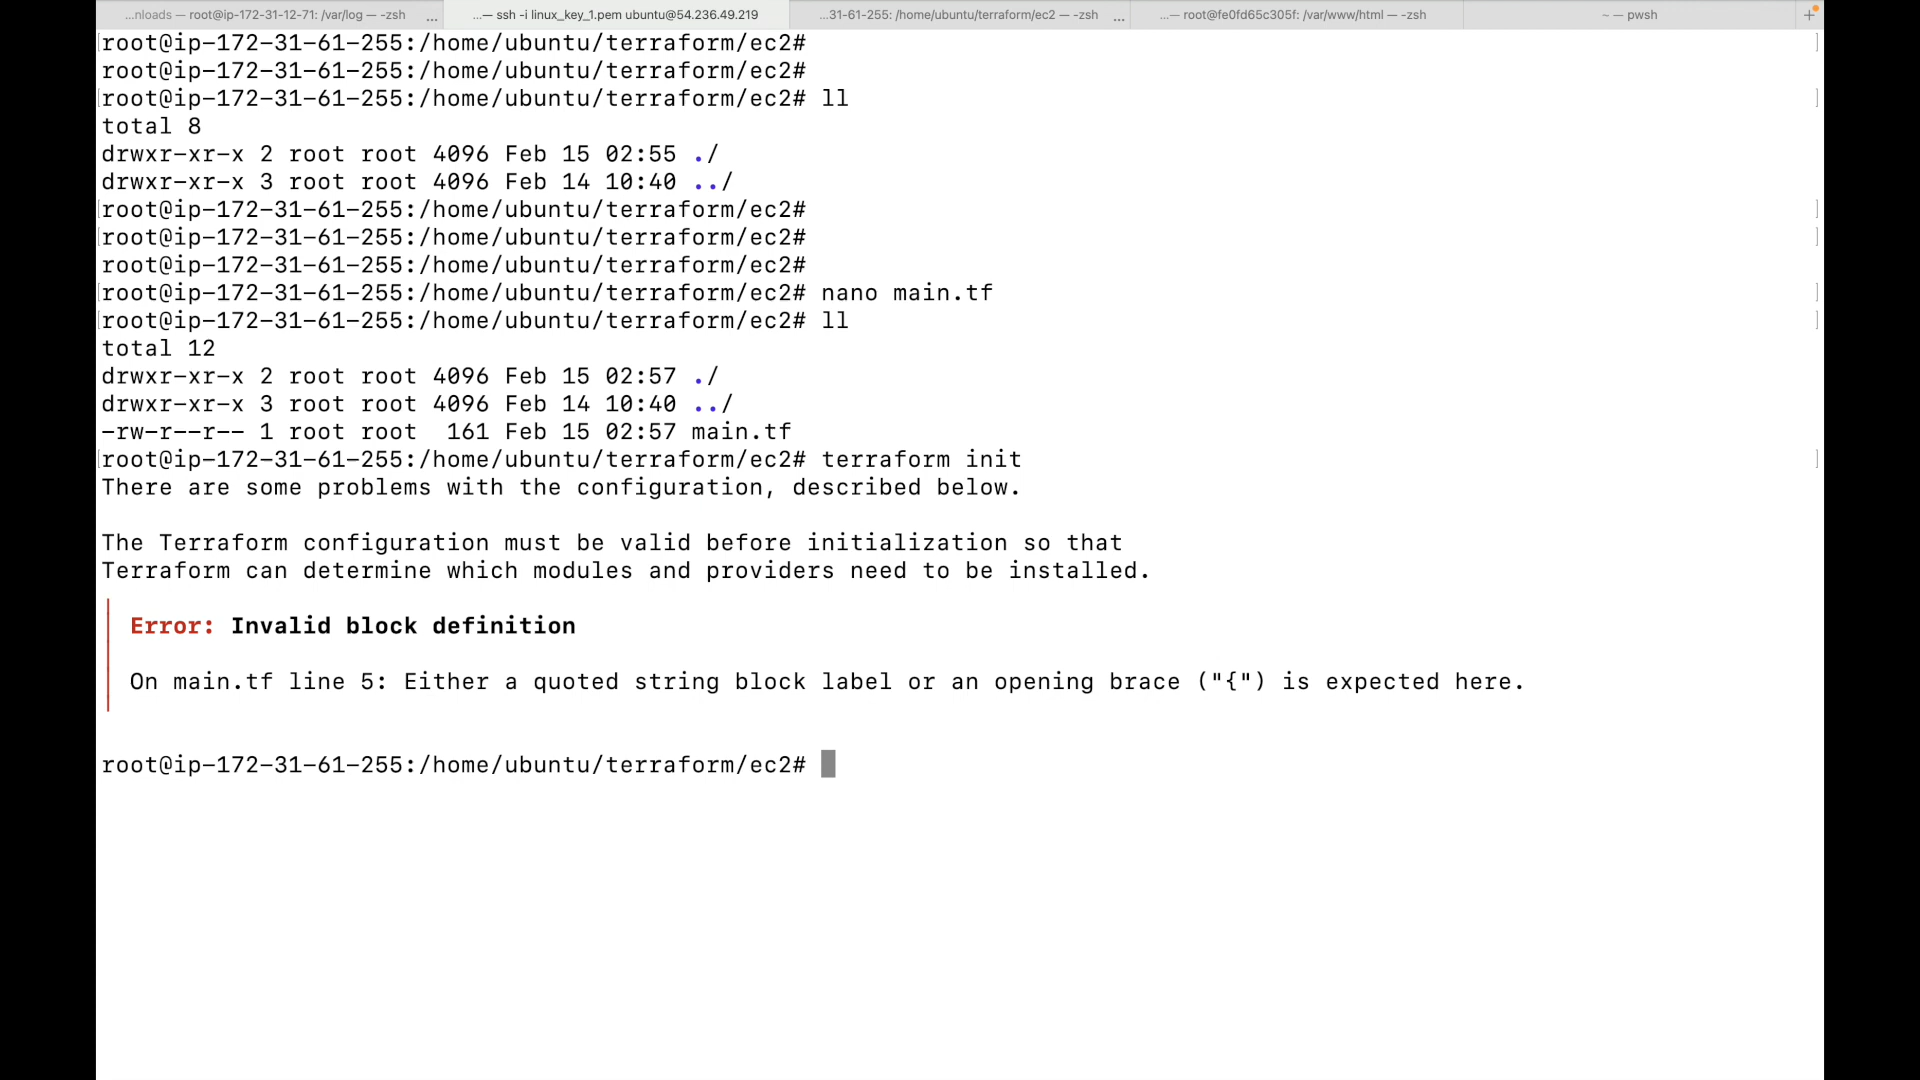 ...nloads — root@ip-172-31-12-71: /var/log — -zsh ... ...— ssh -i linux_key_1.pem ubuntu@54.236.49.219 ...31-61-255: /home/ubuntu/terraform/ec2 — -zsh ... ...— root@fe0fd65c305f: /var/www/html — -zsh ~ — pwsh +
[root@ip-172-31-61-255:/home/ubuntu/terraform/ec2# ]
root@ip-172-31-61-255:/home/ubuntu/terraform/ec2#
[root@ip-172-31-61-255:/home/ubuntu/terraform/ec2# ll ]
total 8
drwxr-xr-x 2 root root 4096 Feb 15 02:55 ./
drwxr-xr-x 3 root root 4096 Feb 14 10:40 ../
[root@ip-172-31-61-255:/home/ubuntu/terraform/ec2# ]
[root@ip-172-31-61-255:/home/ubuntu/terraform/ec2# ]
root@ip-172-31-61-255:/home/ubuntu/terraform/ec2#
[root@ip-172-31-61-255:/home/ubuntu/terraform/ec2# nano main.tf ]
[root@ip-172-31-61-255:/home/ubuntu/terraform/ec2# ll ]
total 12
drwxr-xr-x 2 root root 4096 Feb 15 02:57 ./
drwxr-xr-x 3 root root 4096 Feb 14 10:40 ../
-rw-r--r-- 1 root root  161 Feb 15 02:57 main.tf
[root@ip-172-31-61-255:/home/ubuntu/terraform/ec2# terraform init ]
There are some problems with the configuration, described below.
The Terraform configuration must be valid before initialization so that
Terraform can determine which modules and providers need to be installed.
Error: Invalid block definition
On main.tf line 5: Either a quoted string block label or an opening brace ("{") is expected here.
root@ip-172-31-61-255:/home/ubuntu/terraform/ec2#